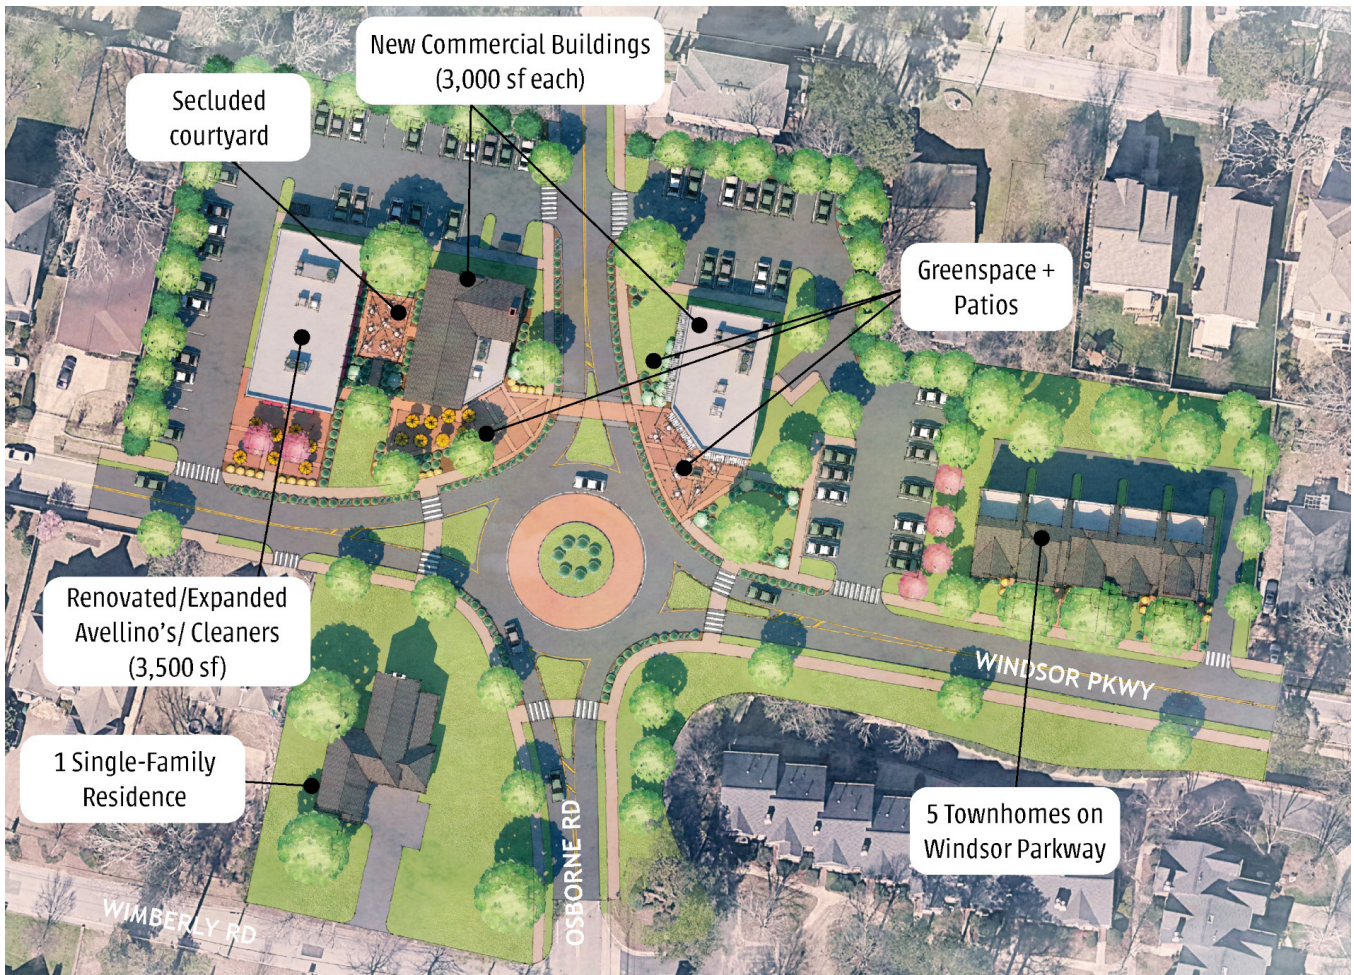 New Commercial Buildings
(3,000 sf each)
Secluded
courtyard
Greenspace +
Patios
Renovated/Expanded
Avellino's/ Cleaners
(3,500 sf)
WINDSOR PKWY
1 Single-Family
Residence
5 Townhomes on
Windsor Parkway
OSBORNE RD
WIMBERLY RD